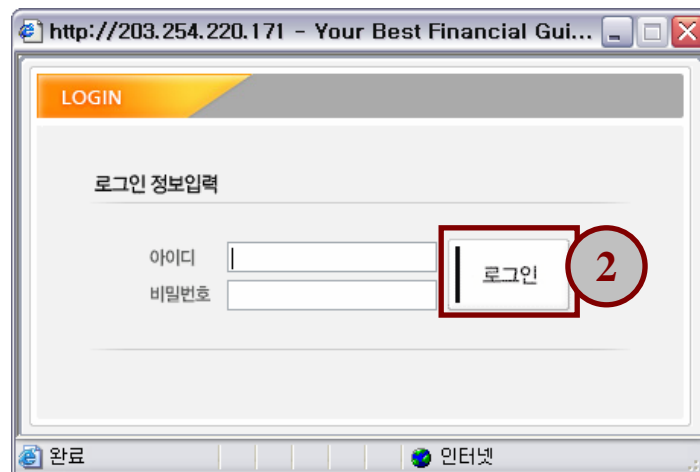 http://203.254.220.171 - Your Best Financial Gui...
LOGIN
로그인 정보입력
아이디
로그인
2
비밀번호
완료
인터넷